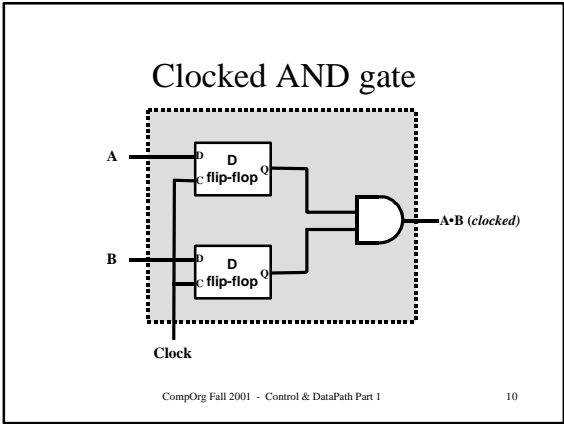 Clocked AND gate
A
D
D
flip-flop
Q
C
A•B (clocked)
B
D
D
flip-flop
Q
C
Clock
CompOrg Fall 2001 - Control & DataPath Part 1
10